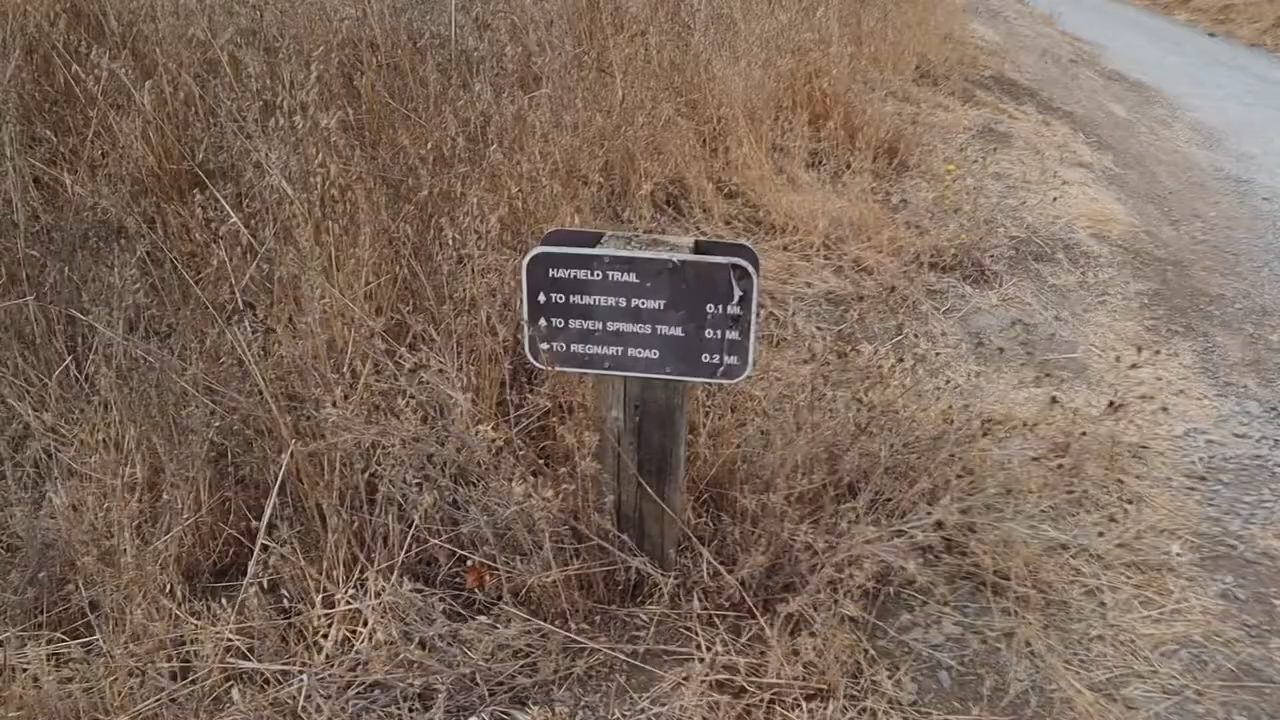 HAYFIELD TRAIL
TO HUNTER'S POINT 0.1 MI.
TO SEVEN SPRINGS TRAIL 0.1 MI.
TO REGNART ROAD 0.2 MI.